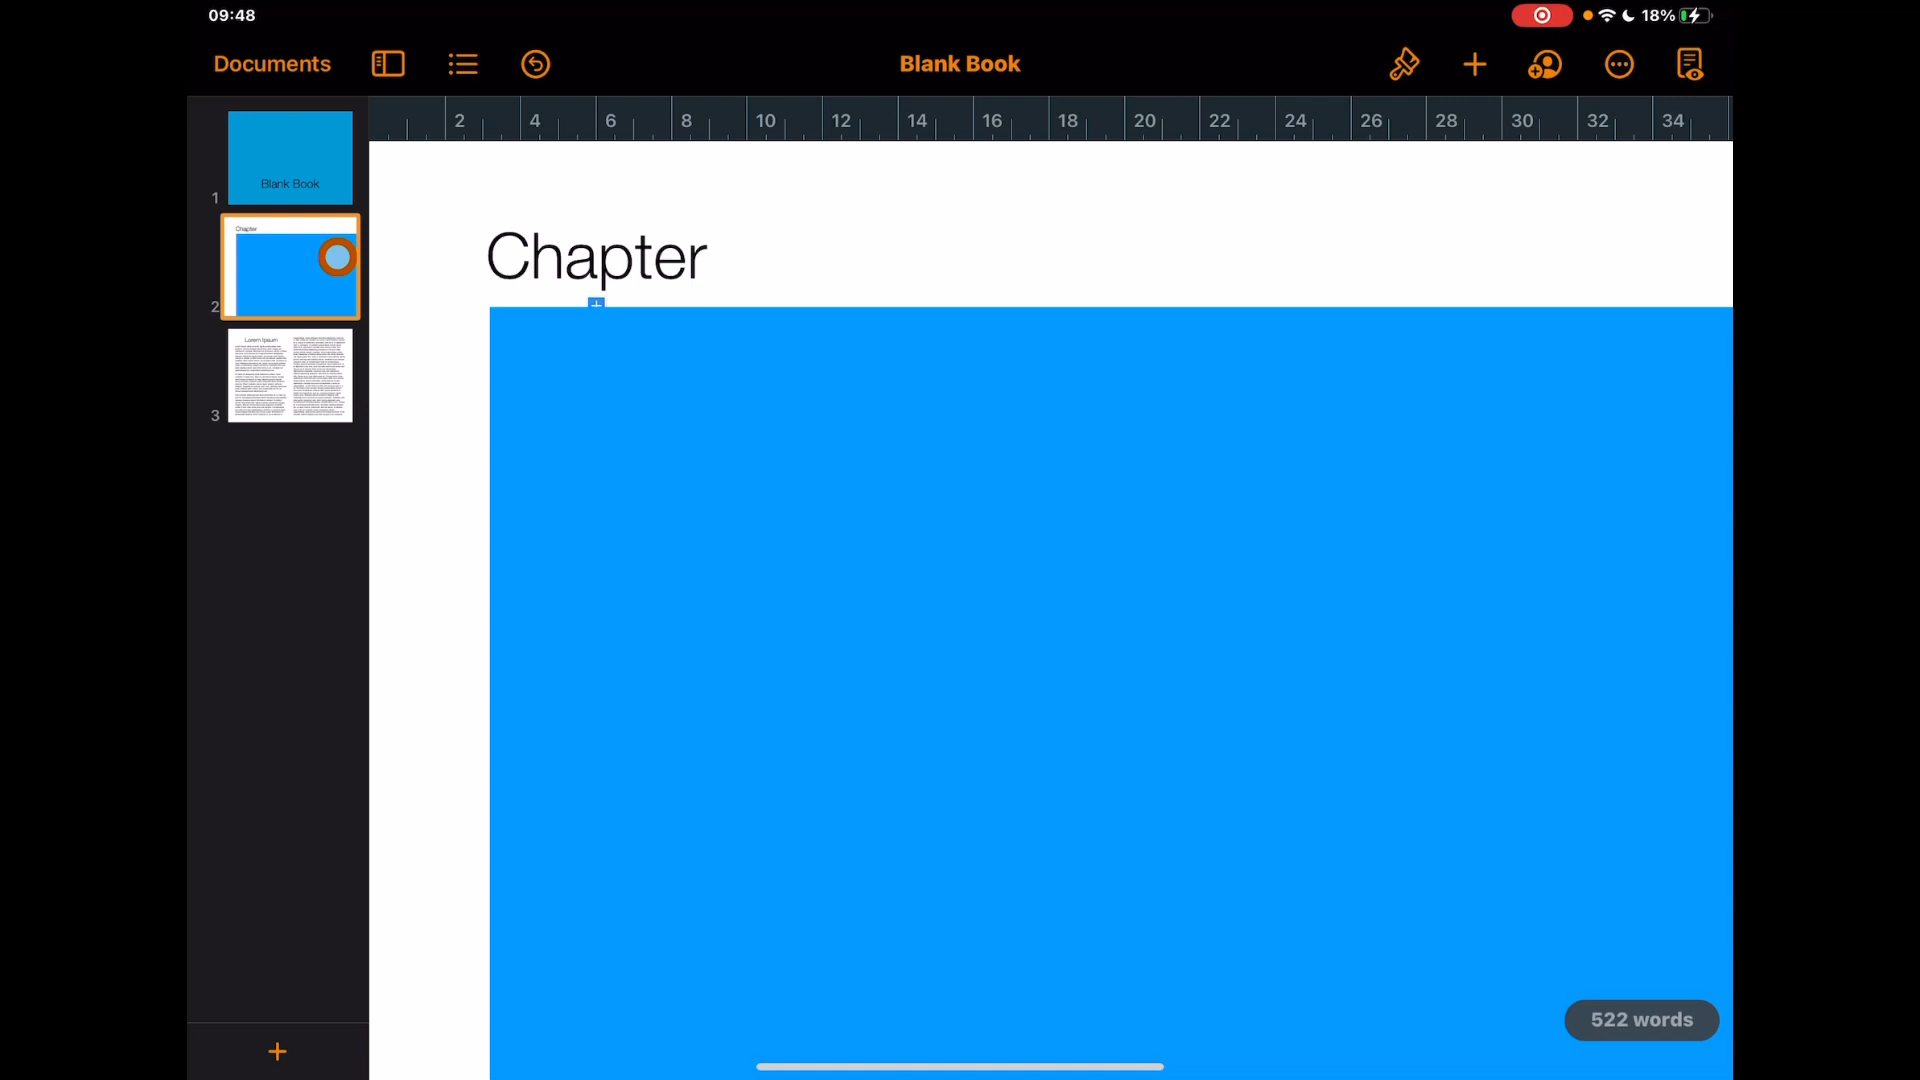 09:48
18%
Documents
Blank Book
2 4 6 8 10 12 14 16 18 20 22 24 26 28 30 32 34
Blank Book
1
Chapter
2
Lorem Ipsum
3
Chapter
522 words